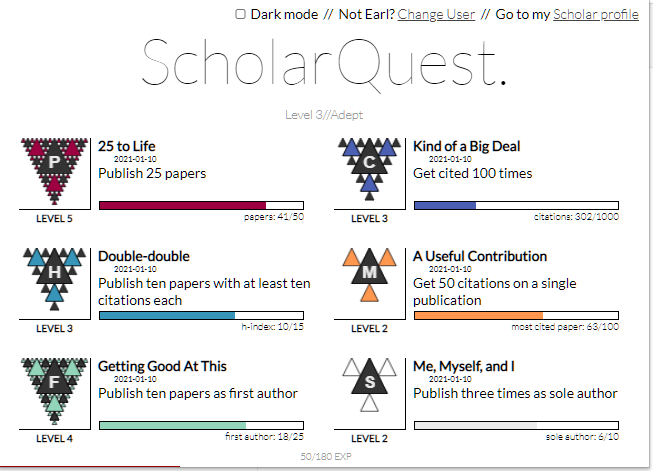 Dark mode // Not Earl? Change User // Go to my Scholar profile
ScholarQuest.
Level 3//Adept
P
LEVEL 5
25 to Life
2021-01-10
Publish 25 papers
papers: 41/50
C
LEVEL 3
Kind of a Big Deal
2021-01-10
Get cited 100 times
citations: 302/1000
H
LEVEL 3
Double-double
2021-01-10
Publish ten papers with at least ten
citations each
h-index: 10/15
M
LEVEL 2
A Useful Contribution
2021-01-10
Get 50 citations on a single
publication
most cited paper: 63/100
F
LEVEL 4
Getting Good At This
2021-01-10
Publish ten papers as first author
first author: 18/25
S
LEVEL 2
Me, Myself, and I
2021-01-10
Publish three times as sole author
sole author: 6/10
50/180 EXP